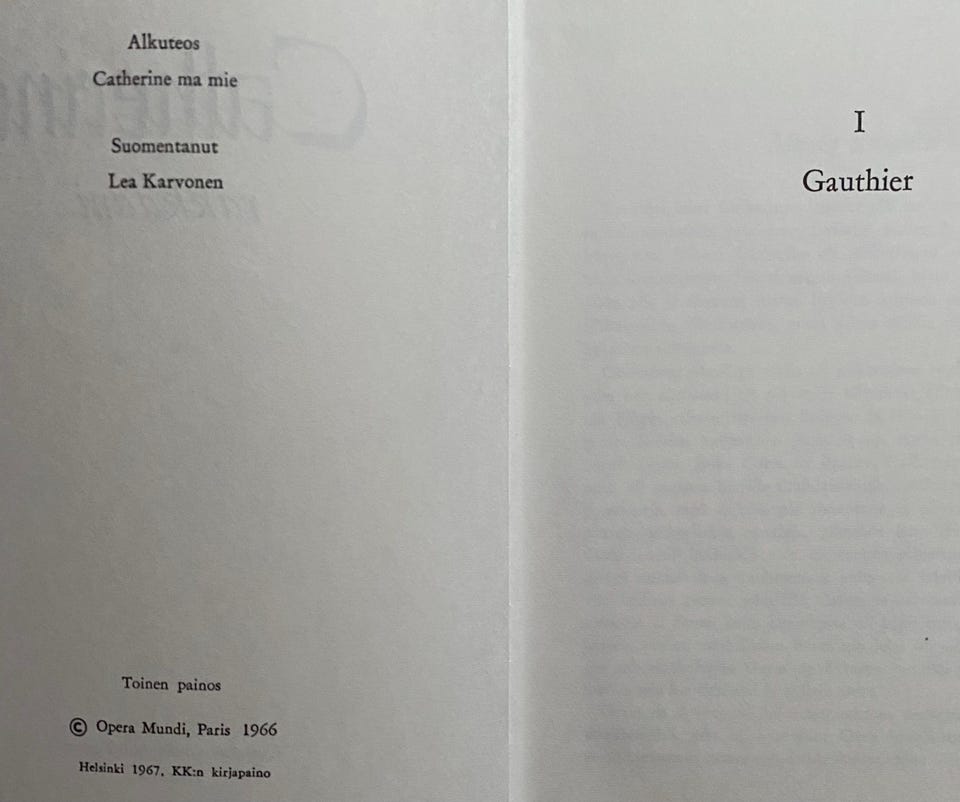 Alkuteos
Catherine ma mie
Suomentanut
Lea Karvonen
Toinen painos
© Opera Mundi, Paris 1966
Helsinki 1967, KK:n kirjapaino
I
Gauthier